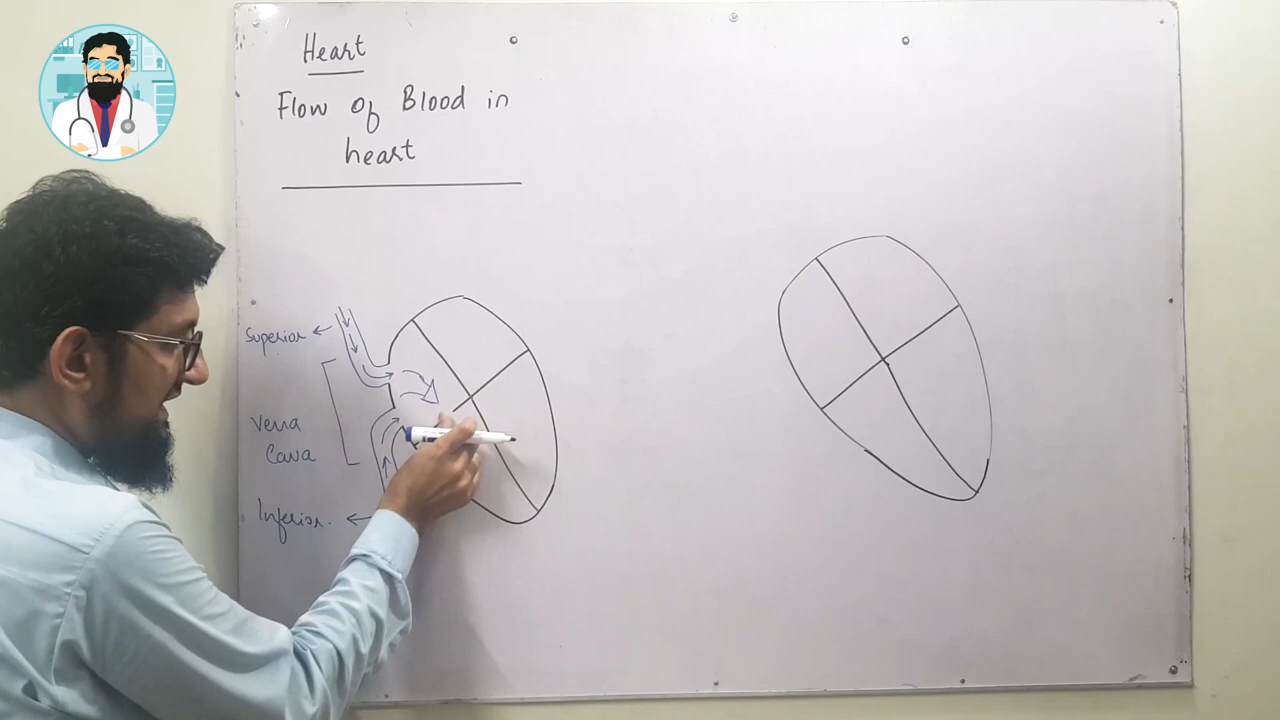 Heart
Flow of Blood in
heart
Superior
Vena
Cava
Inferior.